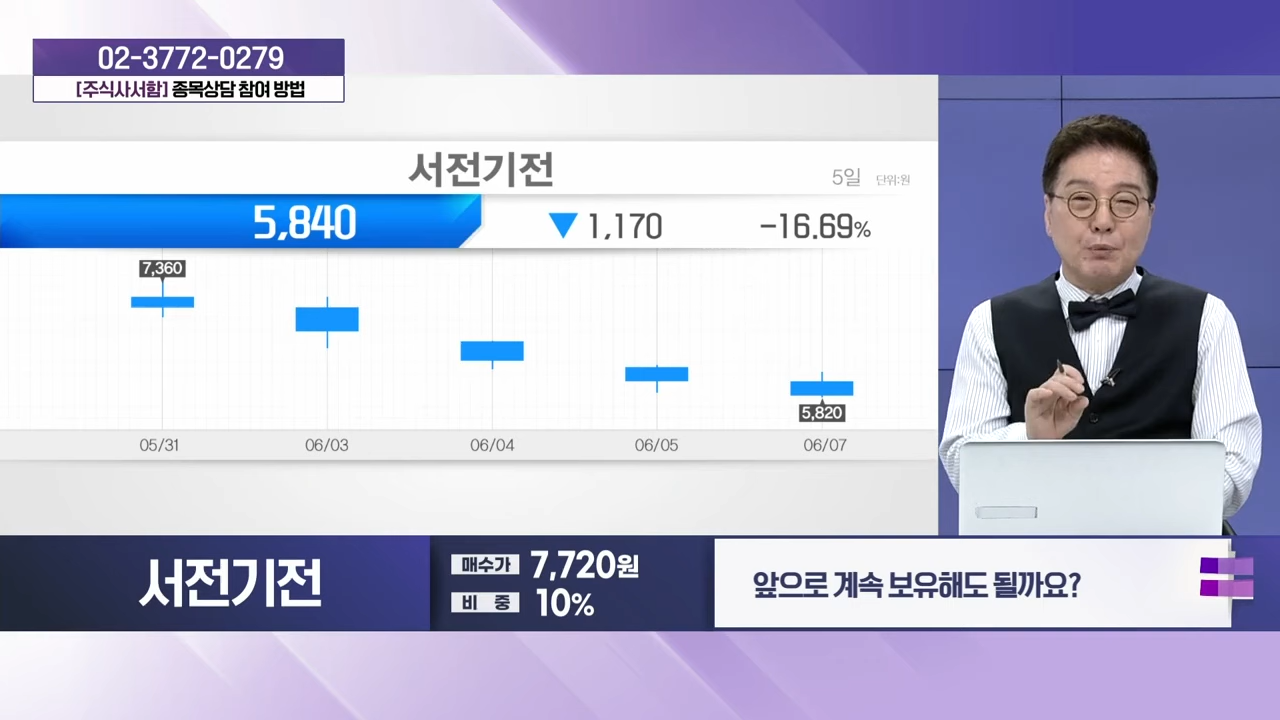 02-3772-0279
[주식사서함] 종목상담 참여 방법
서전기전
5일 단위:원
5,840 ▼ 1,170 -16.69%
7,360
5,820
05/31 06/03 06/04 06/05 06/07
서전기전
매수가 7,720원
비 중 10%
앞으로 계속 보유해도 될까요?